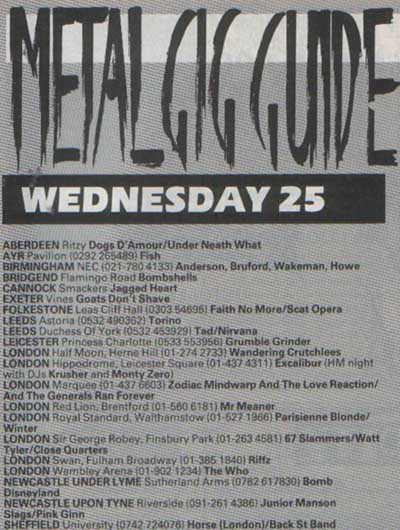 METAL GIG GUIDE
WEDNESDAY 25
ABERDEEN Ritzy Dogs D'Amour/Under Neath What
AYR Pavilion (0292 265489) Fish
BIRMINGHAM NEC (021-780 4133) Anderson, Bruford, Wakeman, Howe
BRIDGEND Flamingo Road Bombshells
CANNOCK Smackers Jagged Heart
EXETER Vines Goats Don't Shave
FOLKESTONE Leas Cliff Hall (0303 54695) Faith No More/Scat Opera
LEEDS Astoria (0532 490362) Torino
LEEDS Duchess Of York (0532 453929) Tad/Nirvana
LEICESTER Princess Charlotte (0533 553956) Grumble Grinder
LONDON Half Moon, Herne Hill (01-274 2733) Wandering Crutchlees
LONDON Hippodrome, Leicester Square (01-437 4311) Excalibur (HM night
with DJs Krusher and Monty Zero)
LONDON Marquee (01-437 6603) Zodiac Mindwarp And The Love Reaction/
And The Generals Ran Forever
LONDON Red Lion, Brentford (01-560 6181) Mr Meaner
LONDON Royal Standard, Walthamstow (01-527 1966) Parisienne Blonde/
Winter
LONDON Sir George Robey, Finsbury Park (01-263 4581) 67 Slammers/Watt
Tyler/Close Quarters
LONDON Swan, Fulham Broadway (01-385 1840) Riffz
LONDON Wembley Arena (01-902 1234) The Who
NEWCASTLE UNDER LYME Sutherland Arms (0782 617830) Bomb
Disneyland
NEWCASTLE UPON TYNE Riverside (091-261 4386) Junior Manson
Slags/Pink Ginn
SHEFFIELD University (0742 724076) Horse (London)/Back St Band